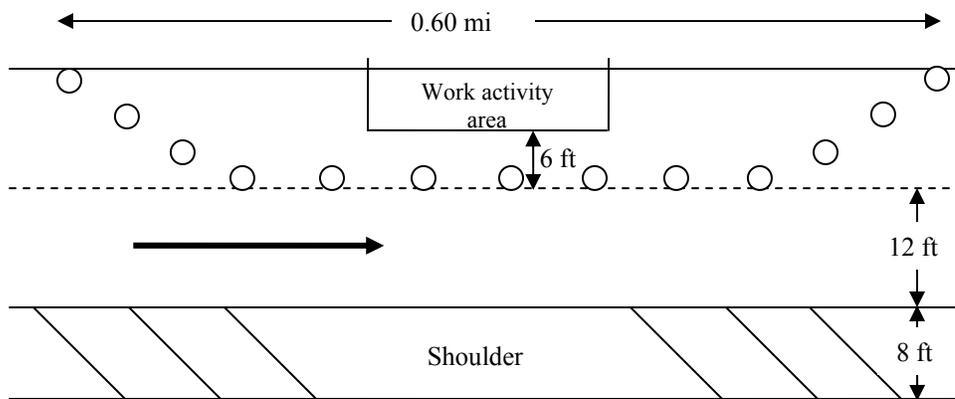 0.60 mi
Work activity
area
6 ft
12 ft
Shoulder
8 ft